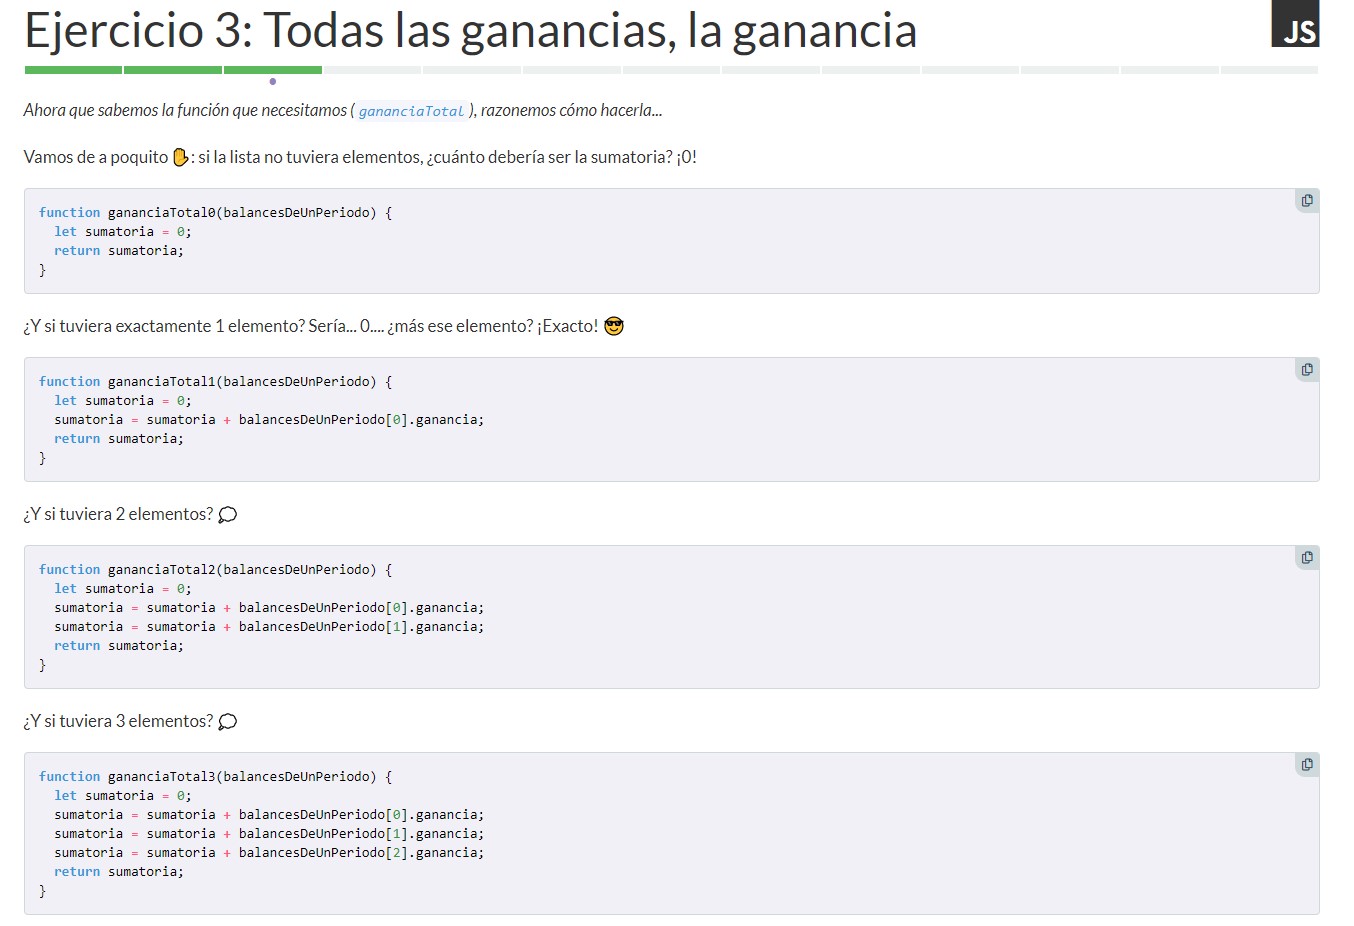 Ejercicio 3: Todas las ganancias, la ganancia
JS
Ahora que sabemos la función que necesitamos ( gananciaTotal ), razonemos cómo hacerla...
Vamos de a poquito ✋: si la lista no tuviera elementos, ¿cuánto debería ser la sumatoria? ¡0!
function gananciaTotal0(balancesDeUnPeriodo) {
  let sumatoria = 0;
  return sumatoria;
}
¿Y si tuviera exactamente 1 elemento? Sería... 0.... ¿más ese elemento? ¡Exacto! 😎
function gananciaTotal1(balancesDeUnPeriodo) {
  let sumatoria = 0;
  sumatoria = sumatoria + balancesDeUnPeriodo[0].ganancia;
  return sumatoria;
}
¿Y si tuviera 2 elementos? 💭
function gananciaTotal2(balancesDeUnPeriodo) {
  let sumatoria = 0;
  sumatoria = sumatoria + balancesDeUnPeriodo[0].ganancia;
  sumatoria = sumatoria + balancesDeUnPeriodo[1].ganancia;
  return sumatoria;
}
¿Y si tuviera 3 elementos? 💭
function gananciaTotal3(balancesDeUnPeriodo) {
  let sumatoria = 0;
  sumatoria = sumatoria + balancesDeUnPeriodo[0].ganancia;
  sumatoria = sumatoria + balancesDeUnPeriodo[1].ganancia;
  sumatoria = sumatoria + balancesDeUnPeriodo[2].ganancia;
  return sumatoria;
}